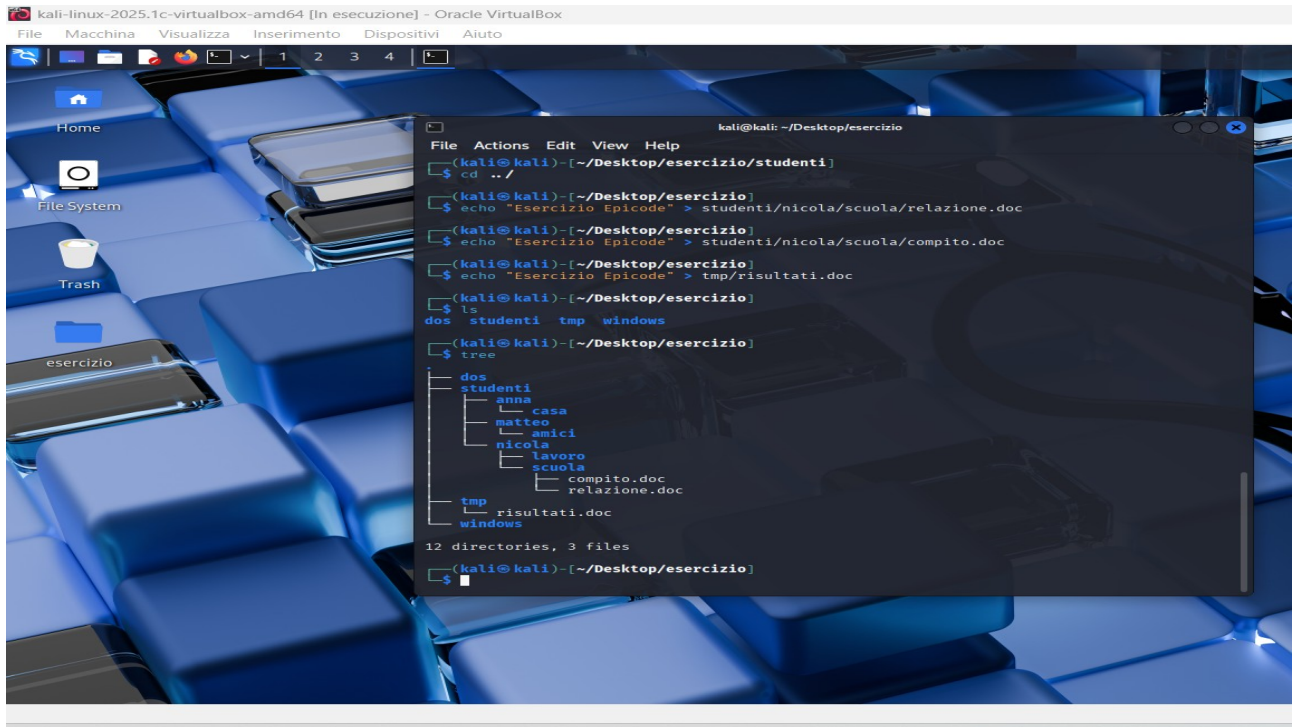 kali-linux-2025.1c-virtualbox-amd64 [In esecuzione] - Oracle VirtualBox
File Macchina Visualizza Inserimento Dispositivi Aiuto
1 2 3 4
Home
File System
Trash
esercizio
kali@kali: ~/Desktop/esercizio
File Actions Edit View Help
┌──(kali㉿kali)-[~/Desktop/esercizio/studenti]
└─$ cd ../
┌──(kali㉿kali)-[~/Desktop/esercizio]
└─$ echo "Esercizio Epicode" > studenti/nicola/scuola/relazione.doc
┌──(kali㉿kali)-[~/Desktop/esercizio]
└─$ echo "Esercizio Epicode" > studenti/nicola/scuola/compito.doc
┌──(kali㉿kali)-[~/Desktop/esercizio]
└─$ echo "Esercizio Epicode" > tmp/risultati.doc
┌──(kali㉿kali)-[~/Desktop/esercizio]
└─$ ls
dos studenti tmp windows
┌──(kali㉿kali)-[~/Desktop/esercizio]
└─$ tree
.
├── dos
├── studenti
│   ├── anna
│   │   └── casa
│   ├── matteo
│   │   └── amici
│   └── nicola
│       ├── lavoro
│       └── scuola
│           ├── compito.doc
│           └── relazione.doc
├── tmp
│   └── risultati.doc
└── windows
12 directories, 3 files
┌──(kali㉿kali)-[~/Desktop/esercizio]
└─$